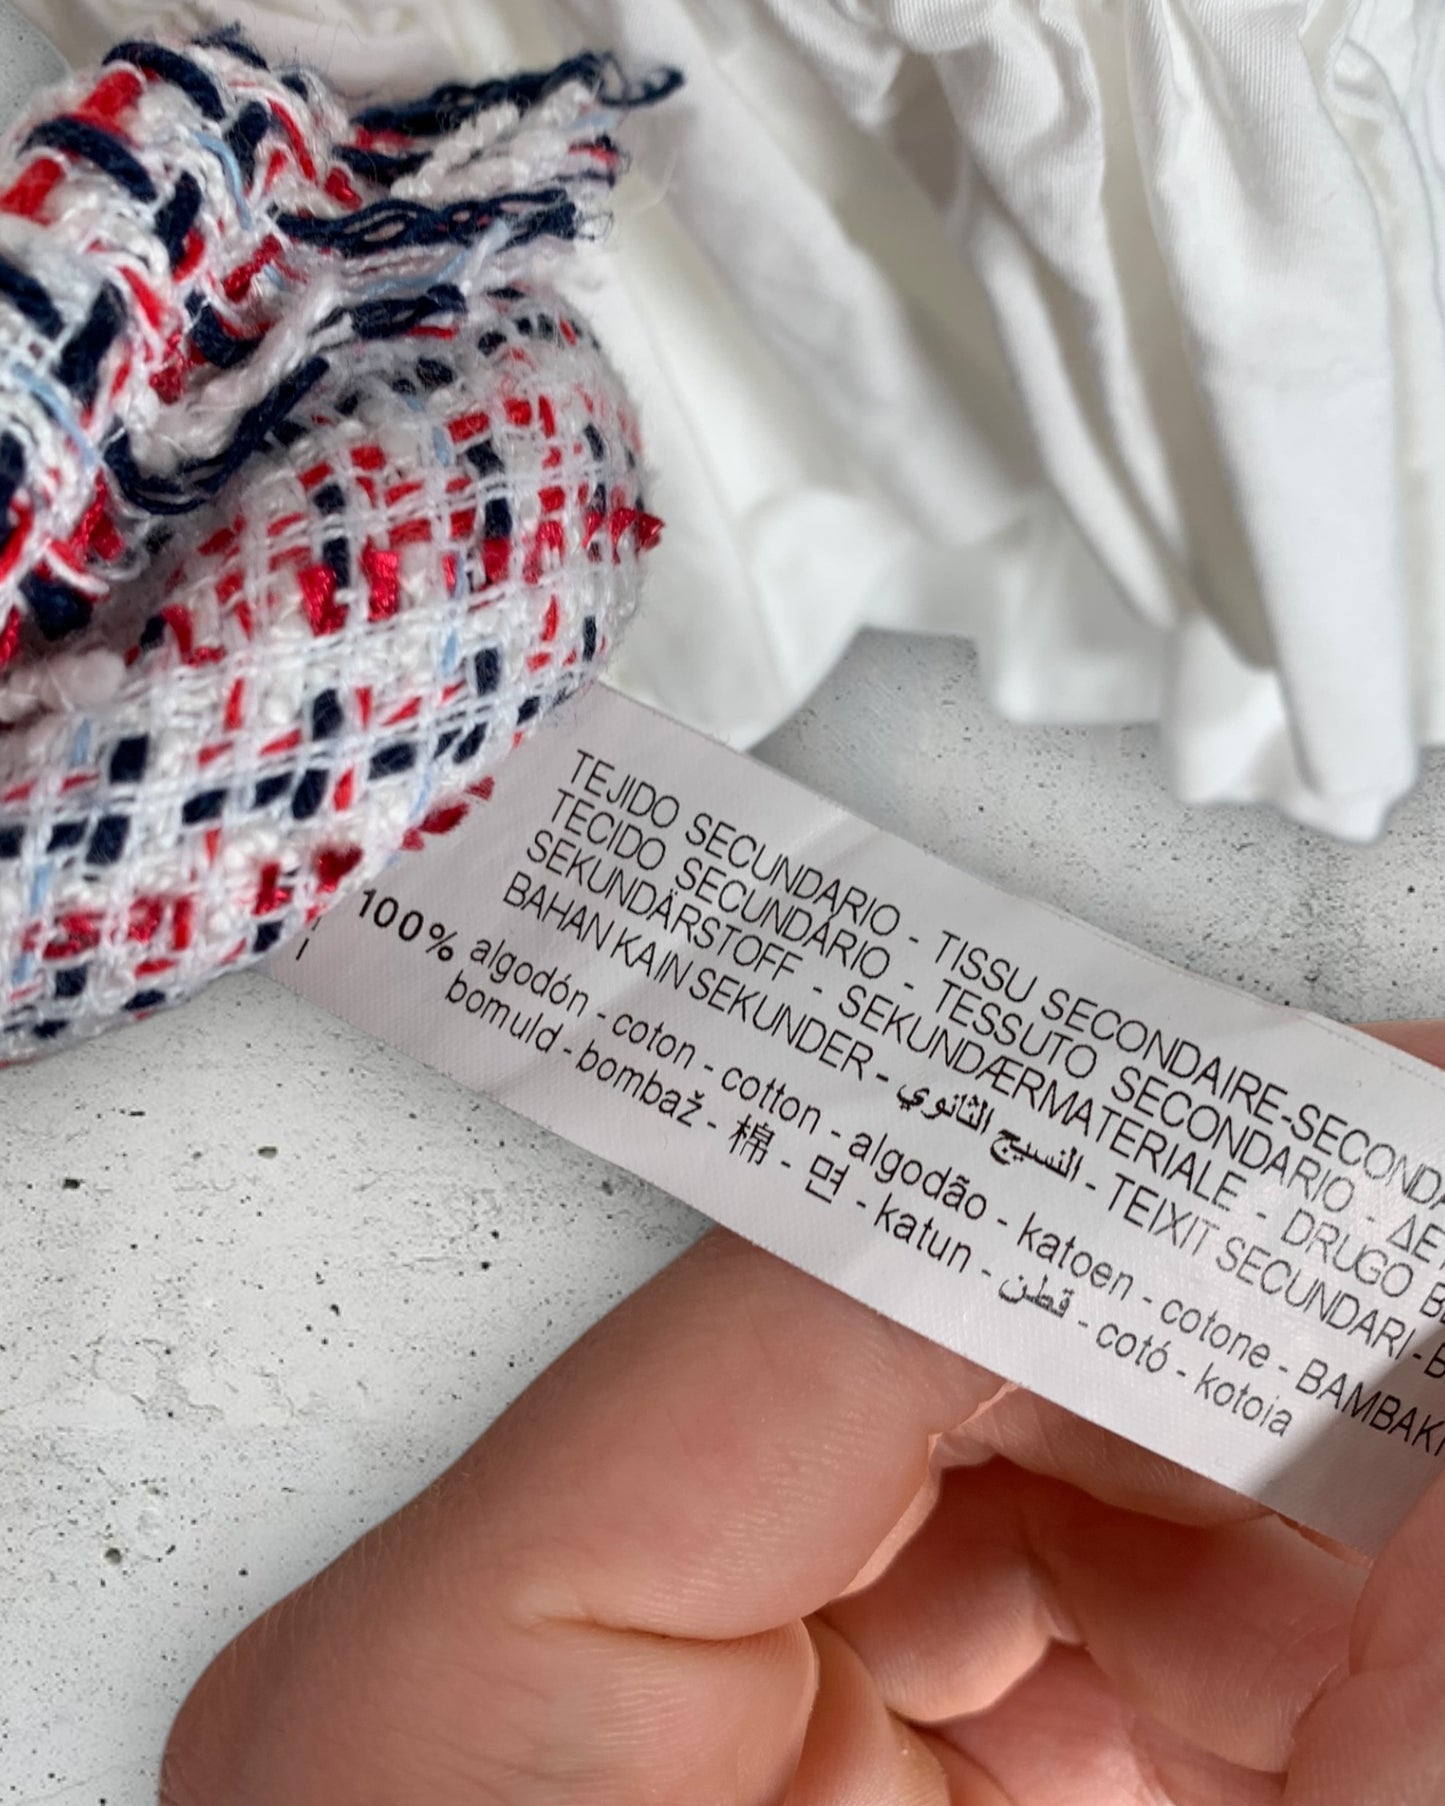 TEJIDO SECUNDARIO - TISSU SECONDAIRE-SECONDA
TECIDO SECUNDÁRIO - TESSUTO SECONDARIO - ΔΕΥ
SEKUNDÄRSTOFF - SEKUNDÆRMATERIALE - DRUGO
BAHAN KAIN SEKUNDER - النسيج الثانوي - TEIXIT SECUNDARI -
100% algodón - coton - cotton - algodão - katoen - cotone - BAMBAKI
bomuld - bombaž - 棉 - 면 - katun - قطن - cotó - kotoia